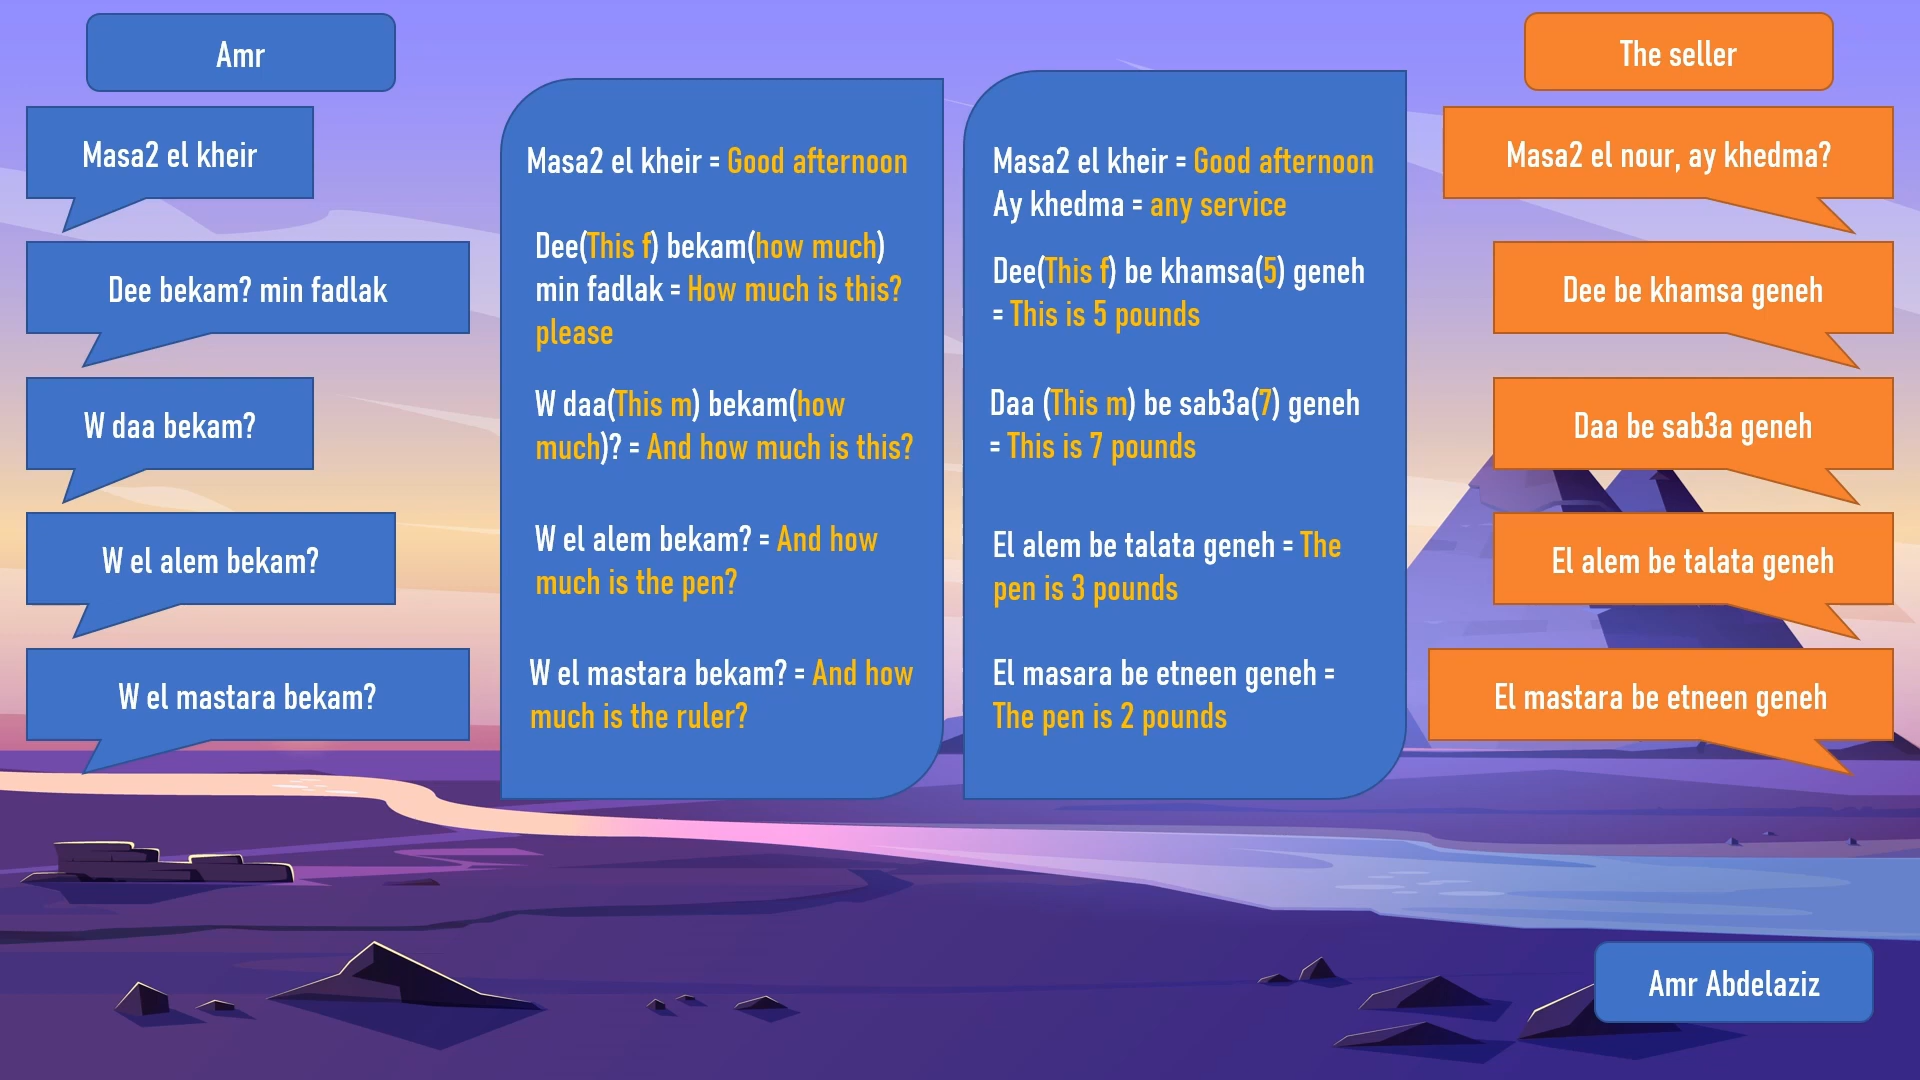 Amr
Masa2 el kheir
Dee bekam? min fadlak
W daa bekam?
W el alem bekam?
W el mastara bekam?
Masa2 el kheir = Good afternoon
Dee(This f) bekam(how much)
min fadlak = How much is this?
please
W daa(This m) bekam(how
much)? = And how much is this?
W el alem bekam? = And how
much is the pen?
W el mastara bekam? = And how
much is the ruler?
Masa2 el kheir = Good afternoon
Ay khedma = any service
Dee(This f) be khamsa(5) geneh
= This is 5 pounds
Daa (This m) be sab3a(7) geneh
= This is 7 pounds
El alem be talata geneh = The
pen is 3 pounds
El masara be etneen geneh =
The pen is 2 pounds
The seller
Masa2 el nour, ay khedma?
Dee be khamsa geneh
Daa be sab3a geneh
El alem be talata geneh
El mastara be etneen geneh
Amr Abdelaziz